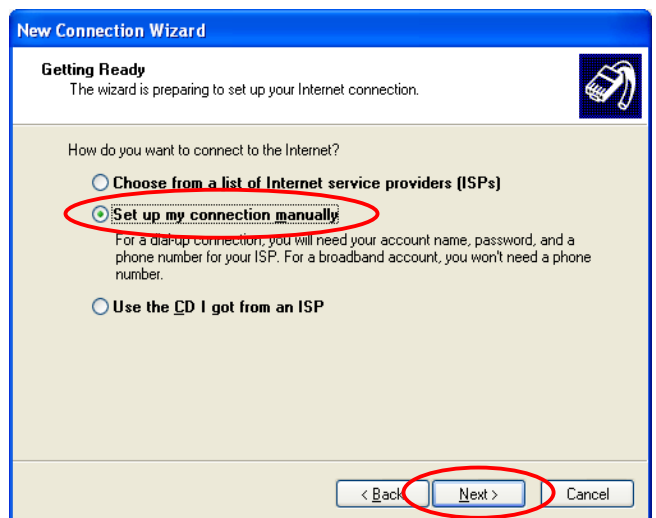 New Connection Wizard
Getting Ready
The wizard is preparing to set up your Internet connection.
How do you want to connect to the Internet?
Choose from a list of Internet service providers (ISPs)
Set up my connection manually
For a dial-up connection, you will need your account name, password, and a
phone number for your ISP. For a broadband account, you won't need a phone
number.
Use the CD I got from an ISP
< Back Next > Cancel